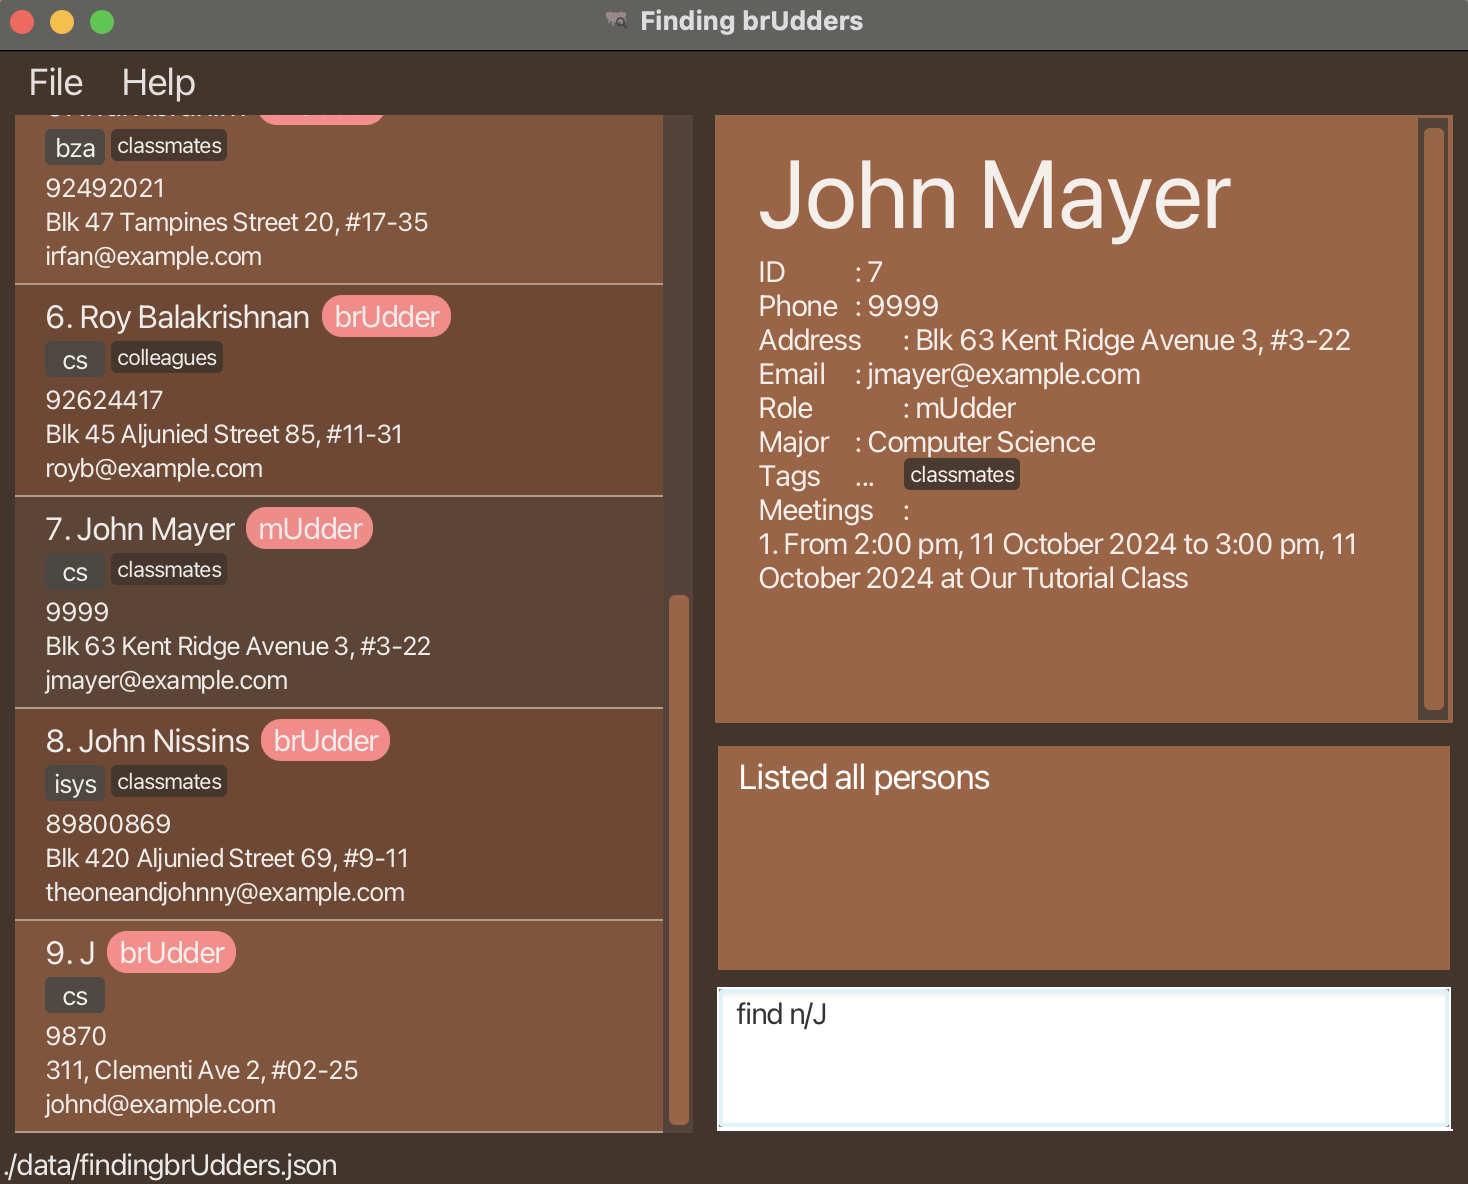 Finding brUdders
File Help
bza classmates
92492021
Blk 47 Tampines Street 20, #17-35
irfan@example.com
6. Roy Balakrishnan brUdder
cs colleagues
92624417
Blk 45 Aljunied Street 85, #11-31
royb@example.com
7. John Mayer mUdder
cs classmates
9999
Blk 63 Kent Ridge Avenue 3, #3-22
jmayer@example.com
8. John Nissins brUdder
isys classmates
89800869
Blk 420 Aljunied Street 69, #9-11
theoneandjohnny@example.com
9. J brUdder
cs
9870
311, Clementi Ave 2, #02-25
johnd@example.com
John Mayer
ID : 7
Phone : 9999
Address : Blk 63 Kent Ridge Avenue 3, #3-22
Email : jmayer@example.com
Role : mUdder
Major : Computer Science
Tags ... classmates
Meetings :
1. From 2:00 pm, 11 October 2024 to 3:00 pm, 11
October 2024 at Our Tutorial Class
Listed all persons
find n/J
./data/findingbrUdders.json